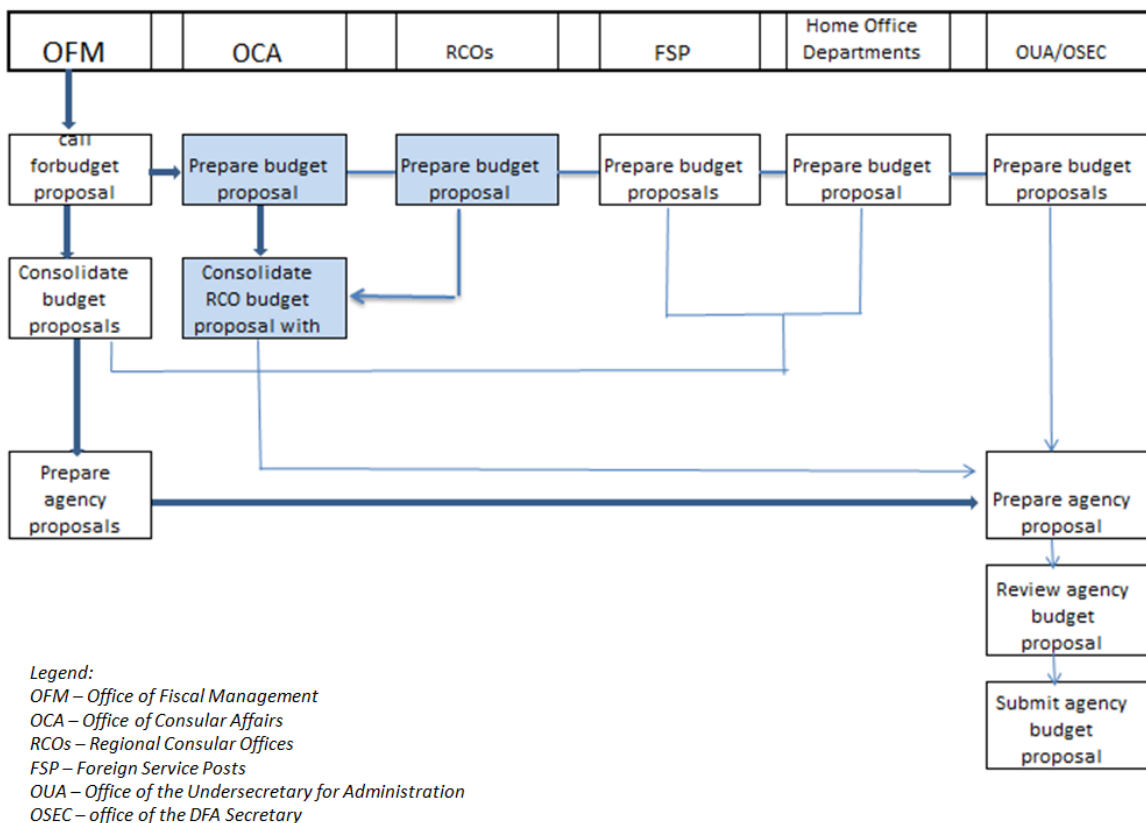 OFM
OCA
RCOs
FSP
Home Office
Departments
OUA/OSEC
call
forbudget
proposal
Prepare budget
proposal
Prepare budget
proposal
Prepare budget
proposals
Prepare budget
proposal
Prepare budget
proposals
Consolidate
budget
proposals
Consolidate
RCO budget
proposal with
Prepare
agency
proposals
Prepare agency
proposal
Review agency
budget
proposal
Submit agency
budget
proposal
Legend:
OFM – Office of Fiscal Management
OCA – Office of Consular Affairs
RCOs – Regional Consular Offices
FSP – Foreign Service Posts
OUA – Office of the Undersecretary for Administration
OSEC – office of the DFA Secretary